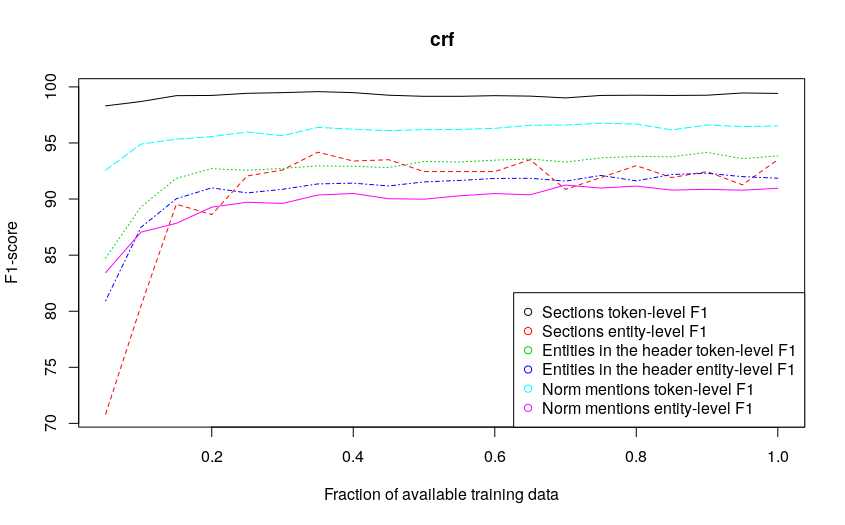 crf
F1-score
100
95
90
85
80
75
70
Sections token-level F1
Sections entity-level F1
Entities in the header token-level F1
Entities in the header entity-level F1
Norm mentions token-level F1
Norm mentions entity-level F1
0.2 0.4 0.6 0.8 1.0
Fraction of available training data